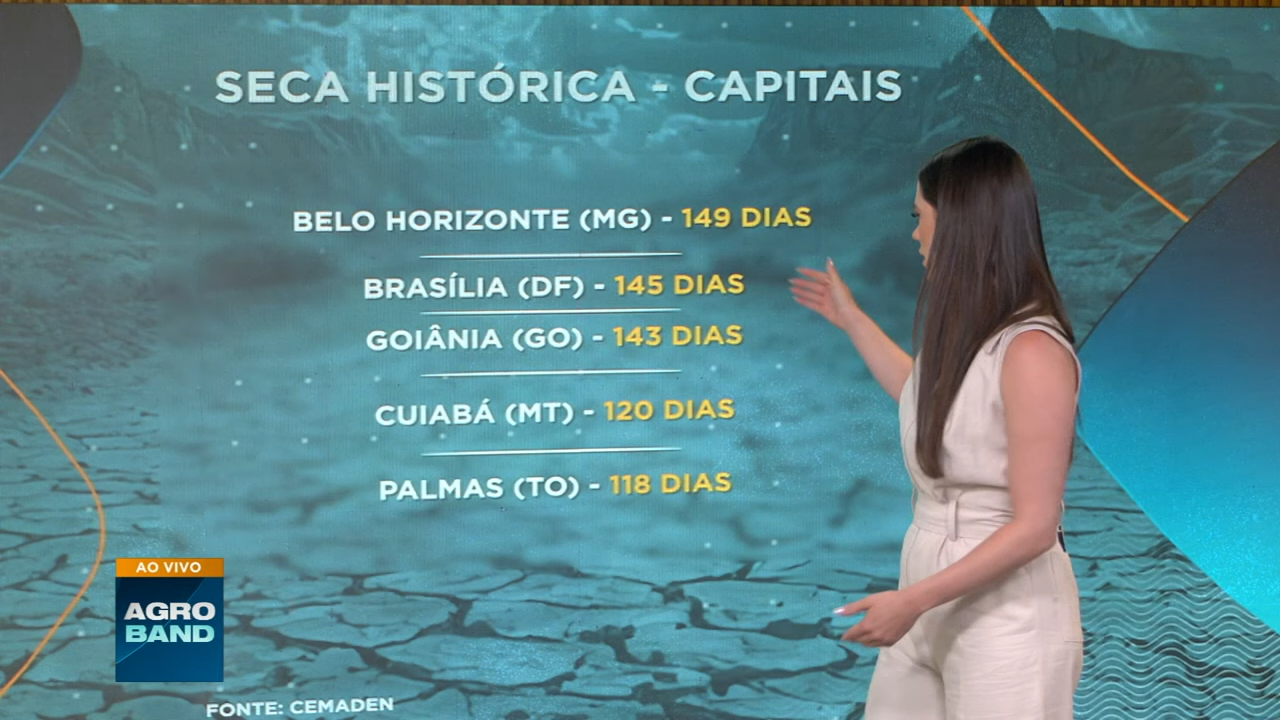 SECA HISTÓRICA - CAPITAIS
BELO HORIZONTE (MG) - 149 DIAS
BRASÍLIA (DF) - 145 DIAS
GOIÂNIA (GO) - 143 DIAS
CUIABÁ (MT) - 120 DIAS
PALMAS (TO) - 118 DIAS
AO VIVO
AGRO
BAND
FONTE: CEMADEN